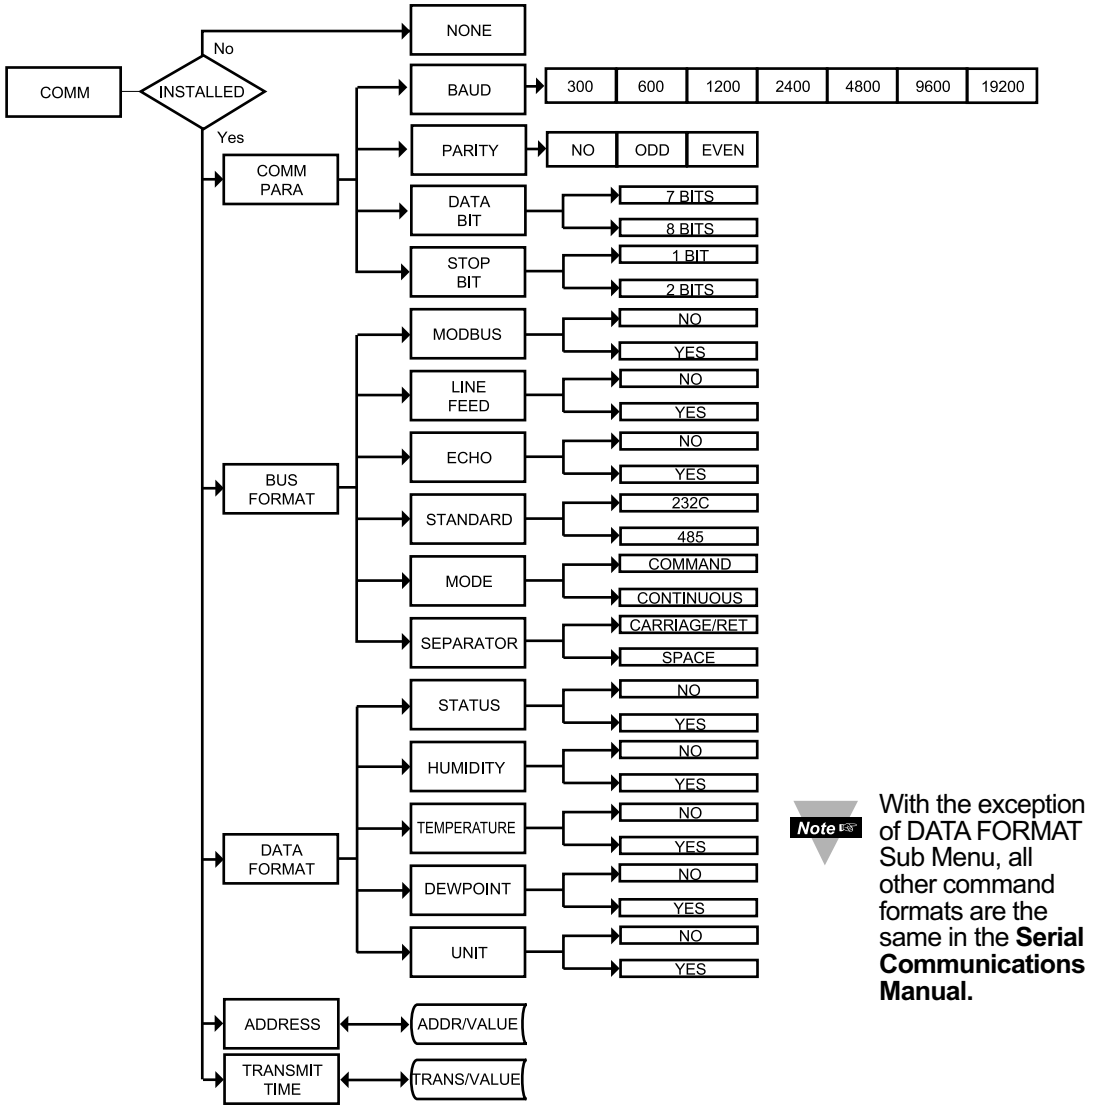 NONE
No
COMM
INSTALLED
BAUD
300 600 1200 2400 4800 9600 19200
Yes
PARITY
NO ODD EVEN
COMM
PARA
DATA
BIT
7 BITS
8 BITS
STOP
BIT
1 BIT
2 BITS
BUS
FORMAT
MODBUS
NO
YES
LINE
FEED
NO
YES
ECHO
NO
YES
STANDARD
232C
485
MODE
COMMAND
CONTINUOUS
SEPARATOR
CARRIAGE/RET
SPACE
DATA
FORMAT
STATUS
NO
YES
HUMIDITY
NO
YES
TEMPERATURE
NO
YES
DEWPOINT
NO
YES
UNIT
NO
YES
ADDRESS
ADDR/VALUE
TRANSMIT
TIME
TRANS/VALUE
Note
With the exception
of DATA FORMAT
Sub Menu, all
other command
formats are the
same in the Serial
Communications
Manual.